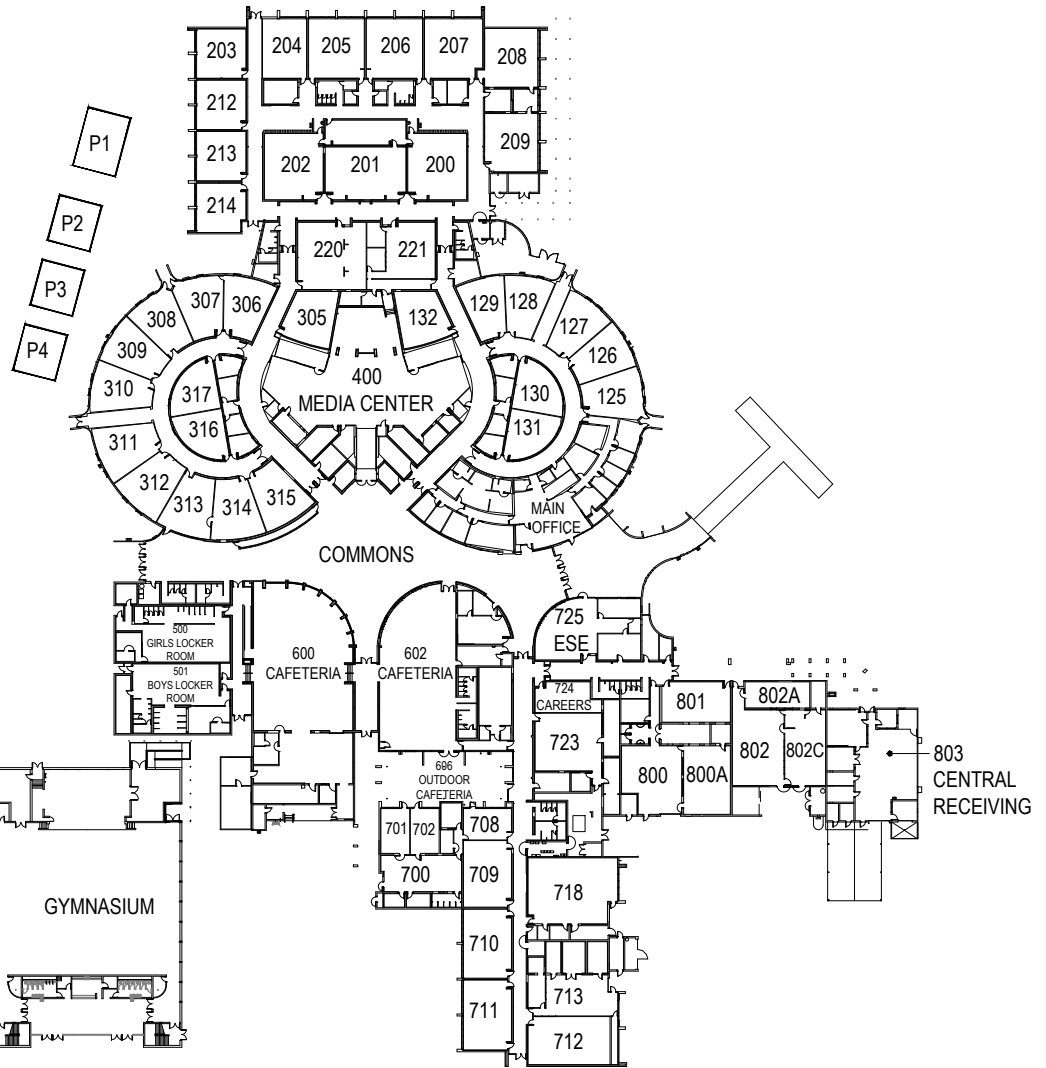 203
204
205
206
207
208
212
P1
213
202
201
200
209
214
P2
220
221
P3
307
306
305
132
129
128
308
127
P4
309
400
MEDIA CENTER
126
310
317
130
125
311
316
131
312
313
314
315
MAIN
OFFICE
COMMONS
500
GIRLS LOCKER
ROOM
600
CAFETERIA
602
CAFETERIA
725
ESE
501
BOYS LOCKER
ROOM
724
CAREERS
801
802A
723
802
802C
803
CENTRAL
RECEIVING
696
OUTDOOR
CAFETERIA
800
800A
701
702
708
700
709
718
GYMNASIUM
710
711
713
712